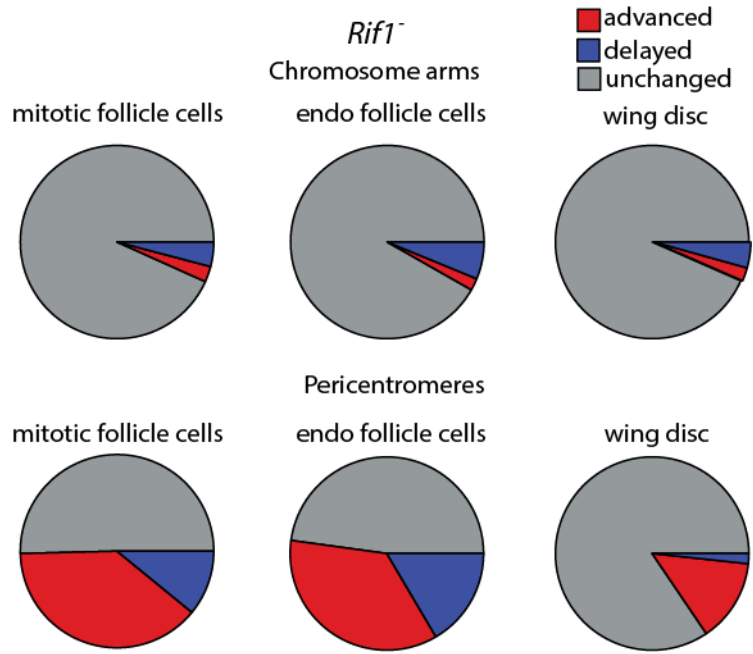 Rif1⁻
advanced
delayed
unchanged
Chromosome arms
mitotic follicle cells
endo follicle cells
wing disc
Pericentromeres
mitotic follicle cells
endo follicle cells
wing disc